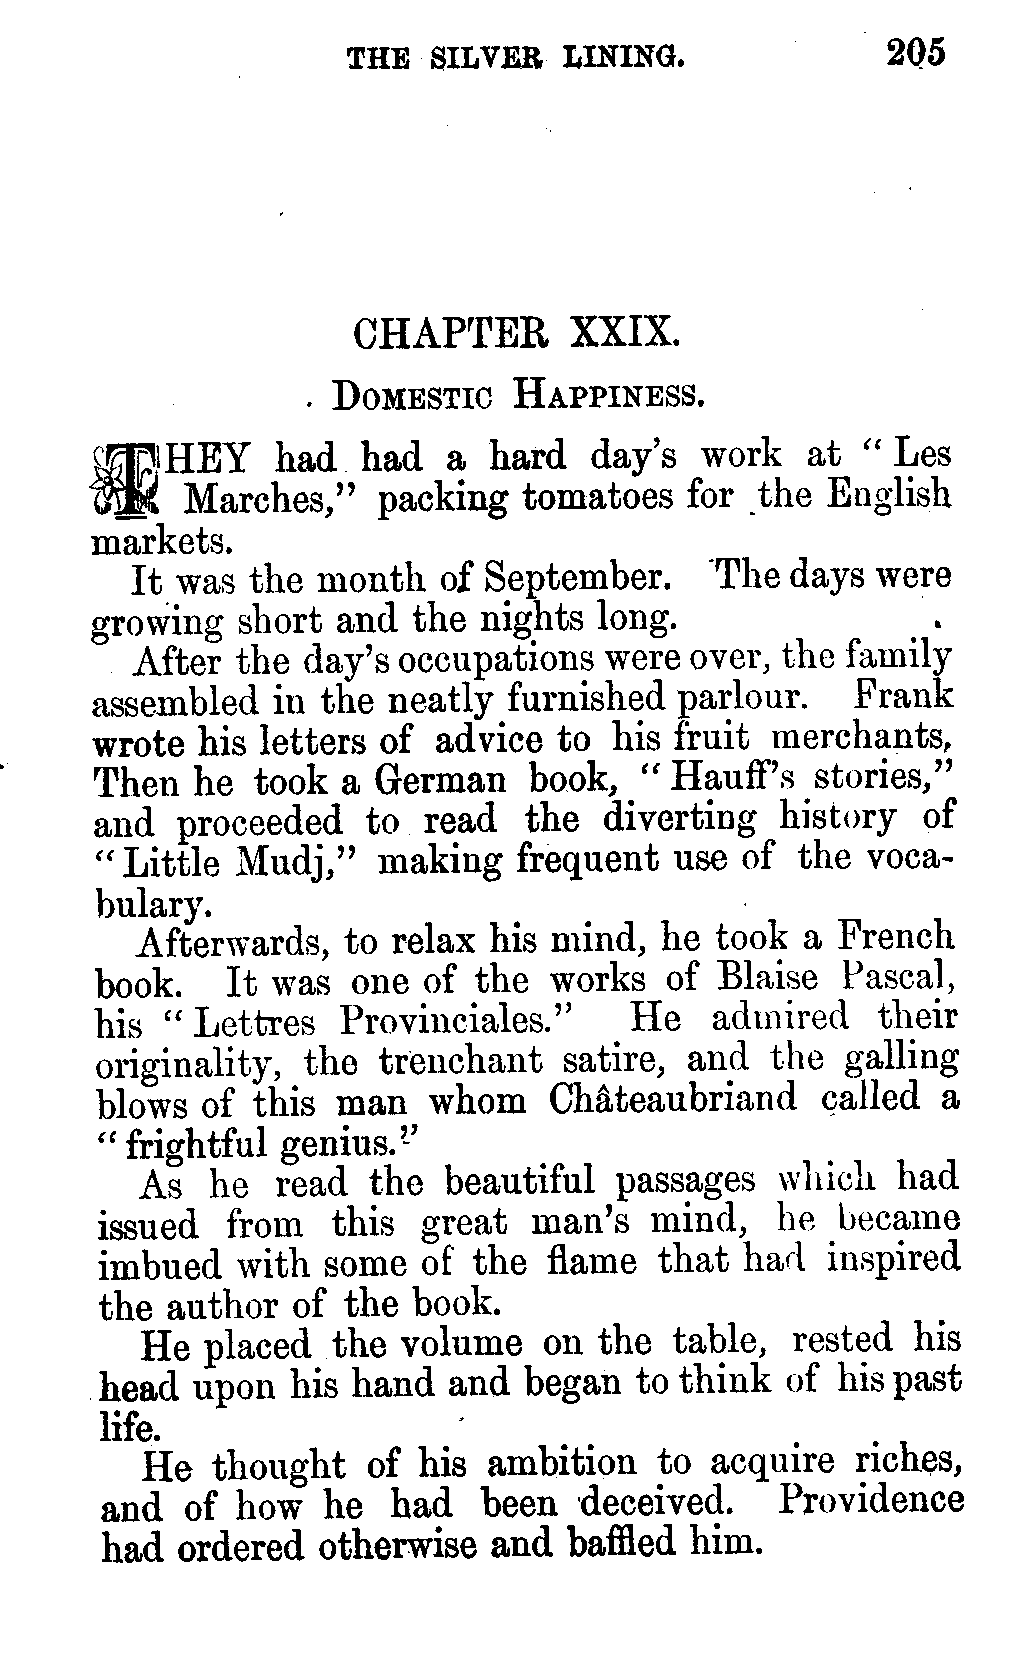 THE SILVER LINING. 205
CHAPTER XXIX.
DOMESTIC HAPPINESS.
THEY had had a hard day's work at "Les
Marches," packing tomatoes for the English
markets.
It was the month of September. The days were
growing short and the nights long.
After the day's occupations were over, the family
assembled in the neatly furnished parlour. Frank
wrote his letters of advice to his fruit merchants,
Then he took a German book, "Hauff's stories,"
and proceeded to read the diverting history of
"Little Mudj," making frequent use of the voca-
bulary.
Afterwards, to relax his mind, he took a French
book. It was one of the works of Blaise Pascal,
his "Lettres Provinciales." He admired their
originality, the trenchant satire, and the galling
blows of this man whom Châteaubriand called a
"frightful genius."
As he read the beautiful passages which had
issued from this great man's mind, he became
imbued with some of the flame that had inspired
the author of the book.
He placed the volume on the table, rested his
head upon his hand and began to think of his past
life.
He thought of his ambition to acquire riches,
and of how he had been deceived. Providence
had ordered otherwise and baffled him.